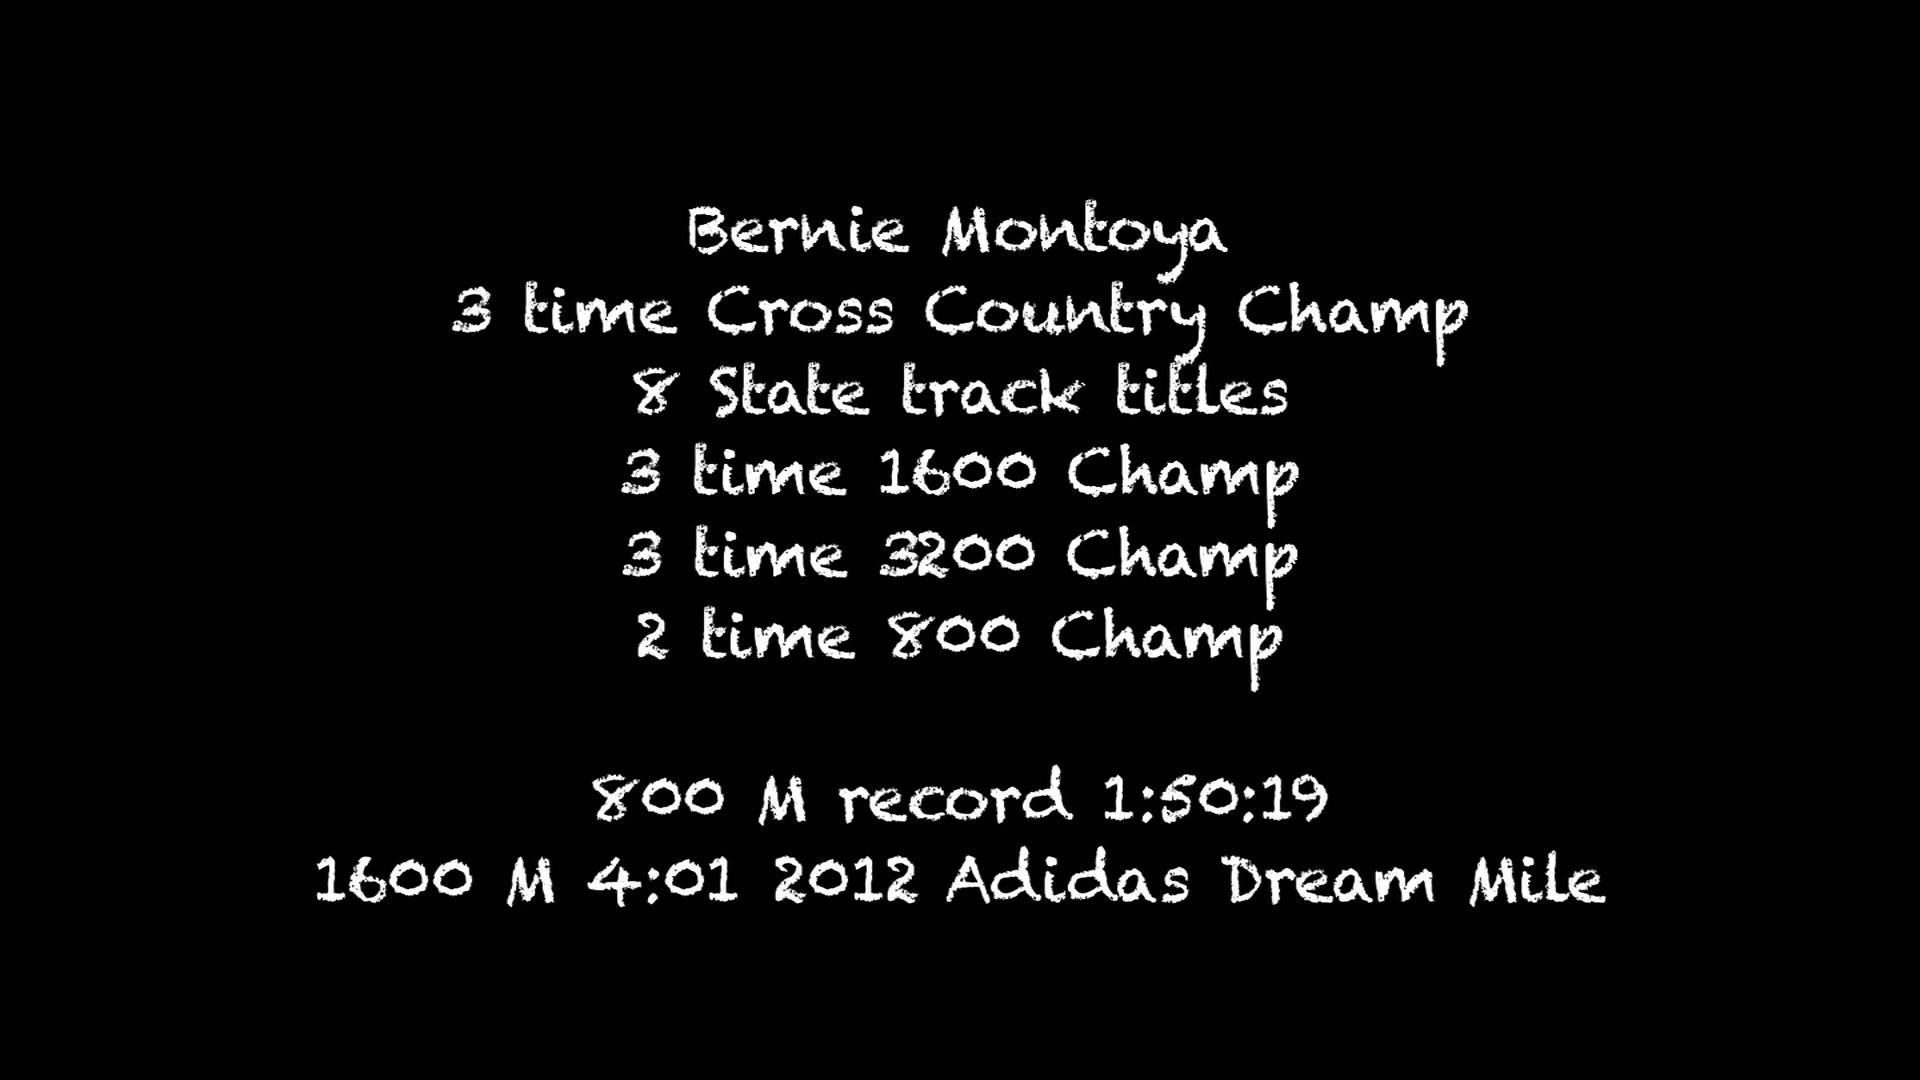 Bernie Montoya
3 time Cross Country Champ
8 State track titles
3 time 1600 Champ
3 time 3200 Champ
2 time 800 Champ
800 M record 1:50:19
1600 M 4:01 2012 Adidas Dream Mile